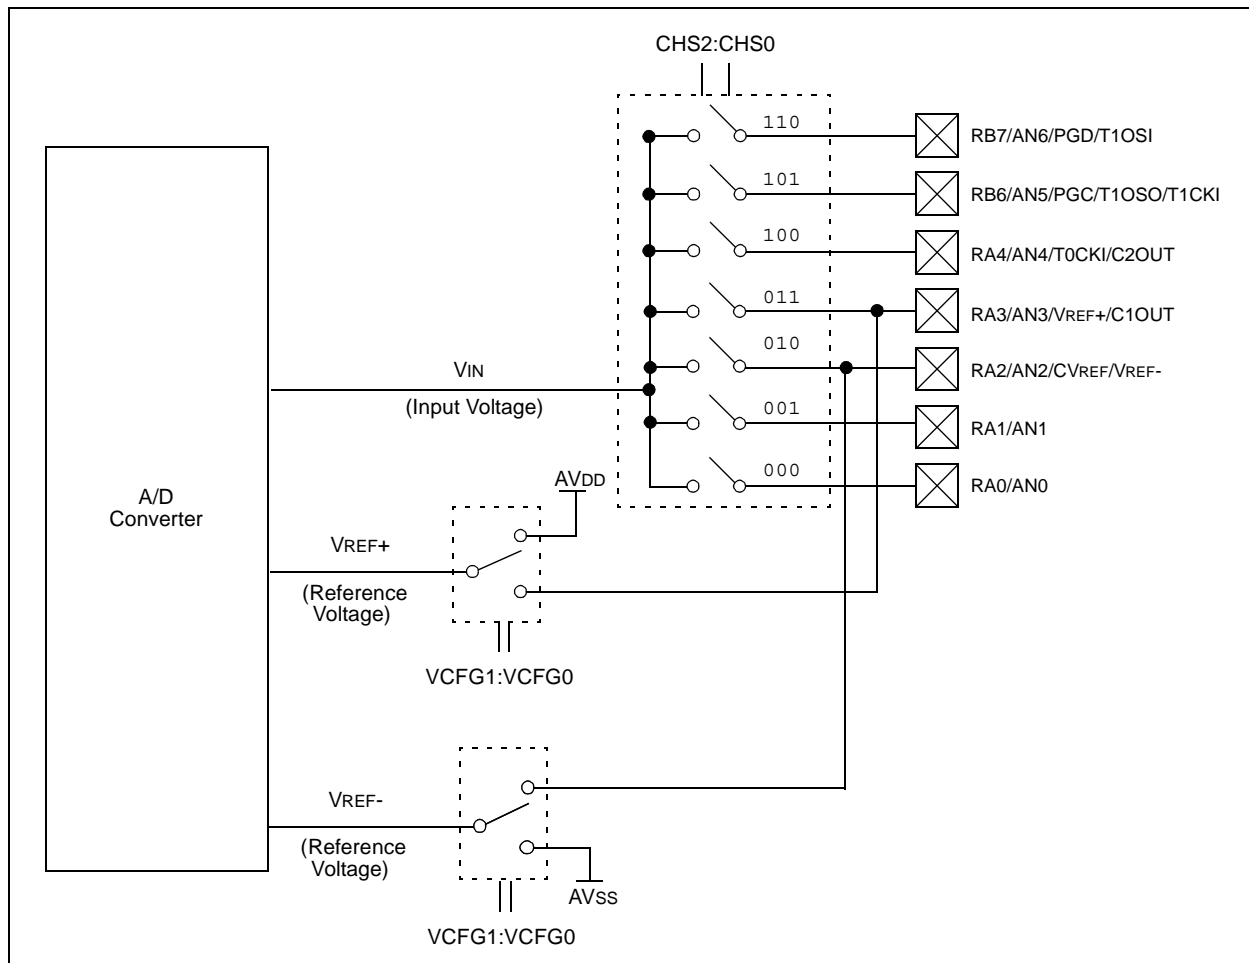 CHS2:CHS0
110
RB7/AN6/PGD/T1OSI
101
RB6/AN5/PGC/T1OSO/T1CKI
100
RA4/AN4/T0CKI/C2OUT
011
RA3/AN3/VREF+/C1OUT
010
RA2/AN2/CVREF/VREF-
001
RA1/AN1
000
RA0/AN0
VIN
(Input Voltage)
A/D
Converter
AVDD
VREF+
(Reference
Voltage)
VCFG1:VCFG0
VREF-
(Reference
Voltage)
AVSS
VCFG1:VCFG0